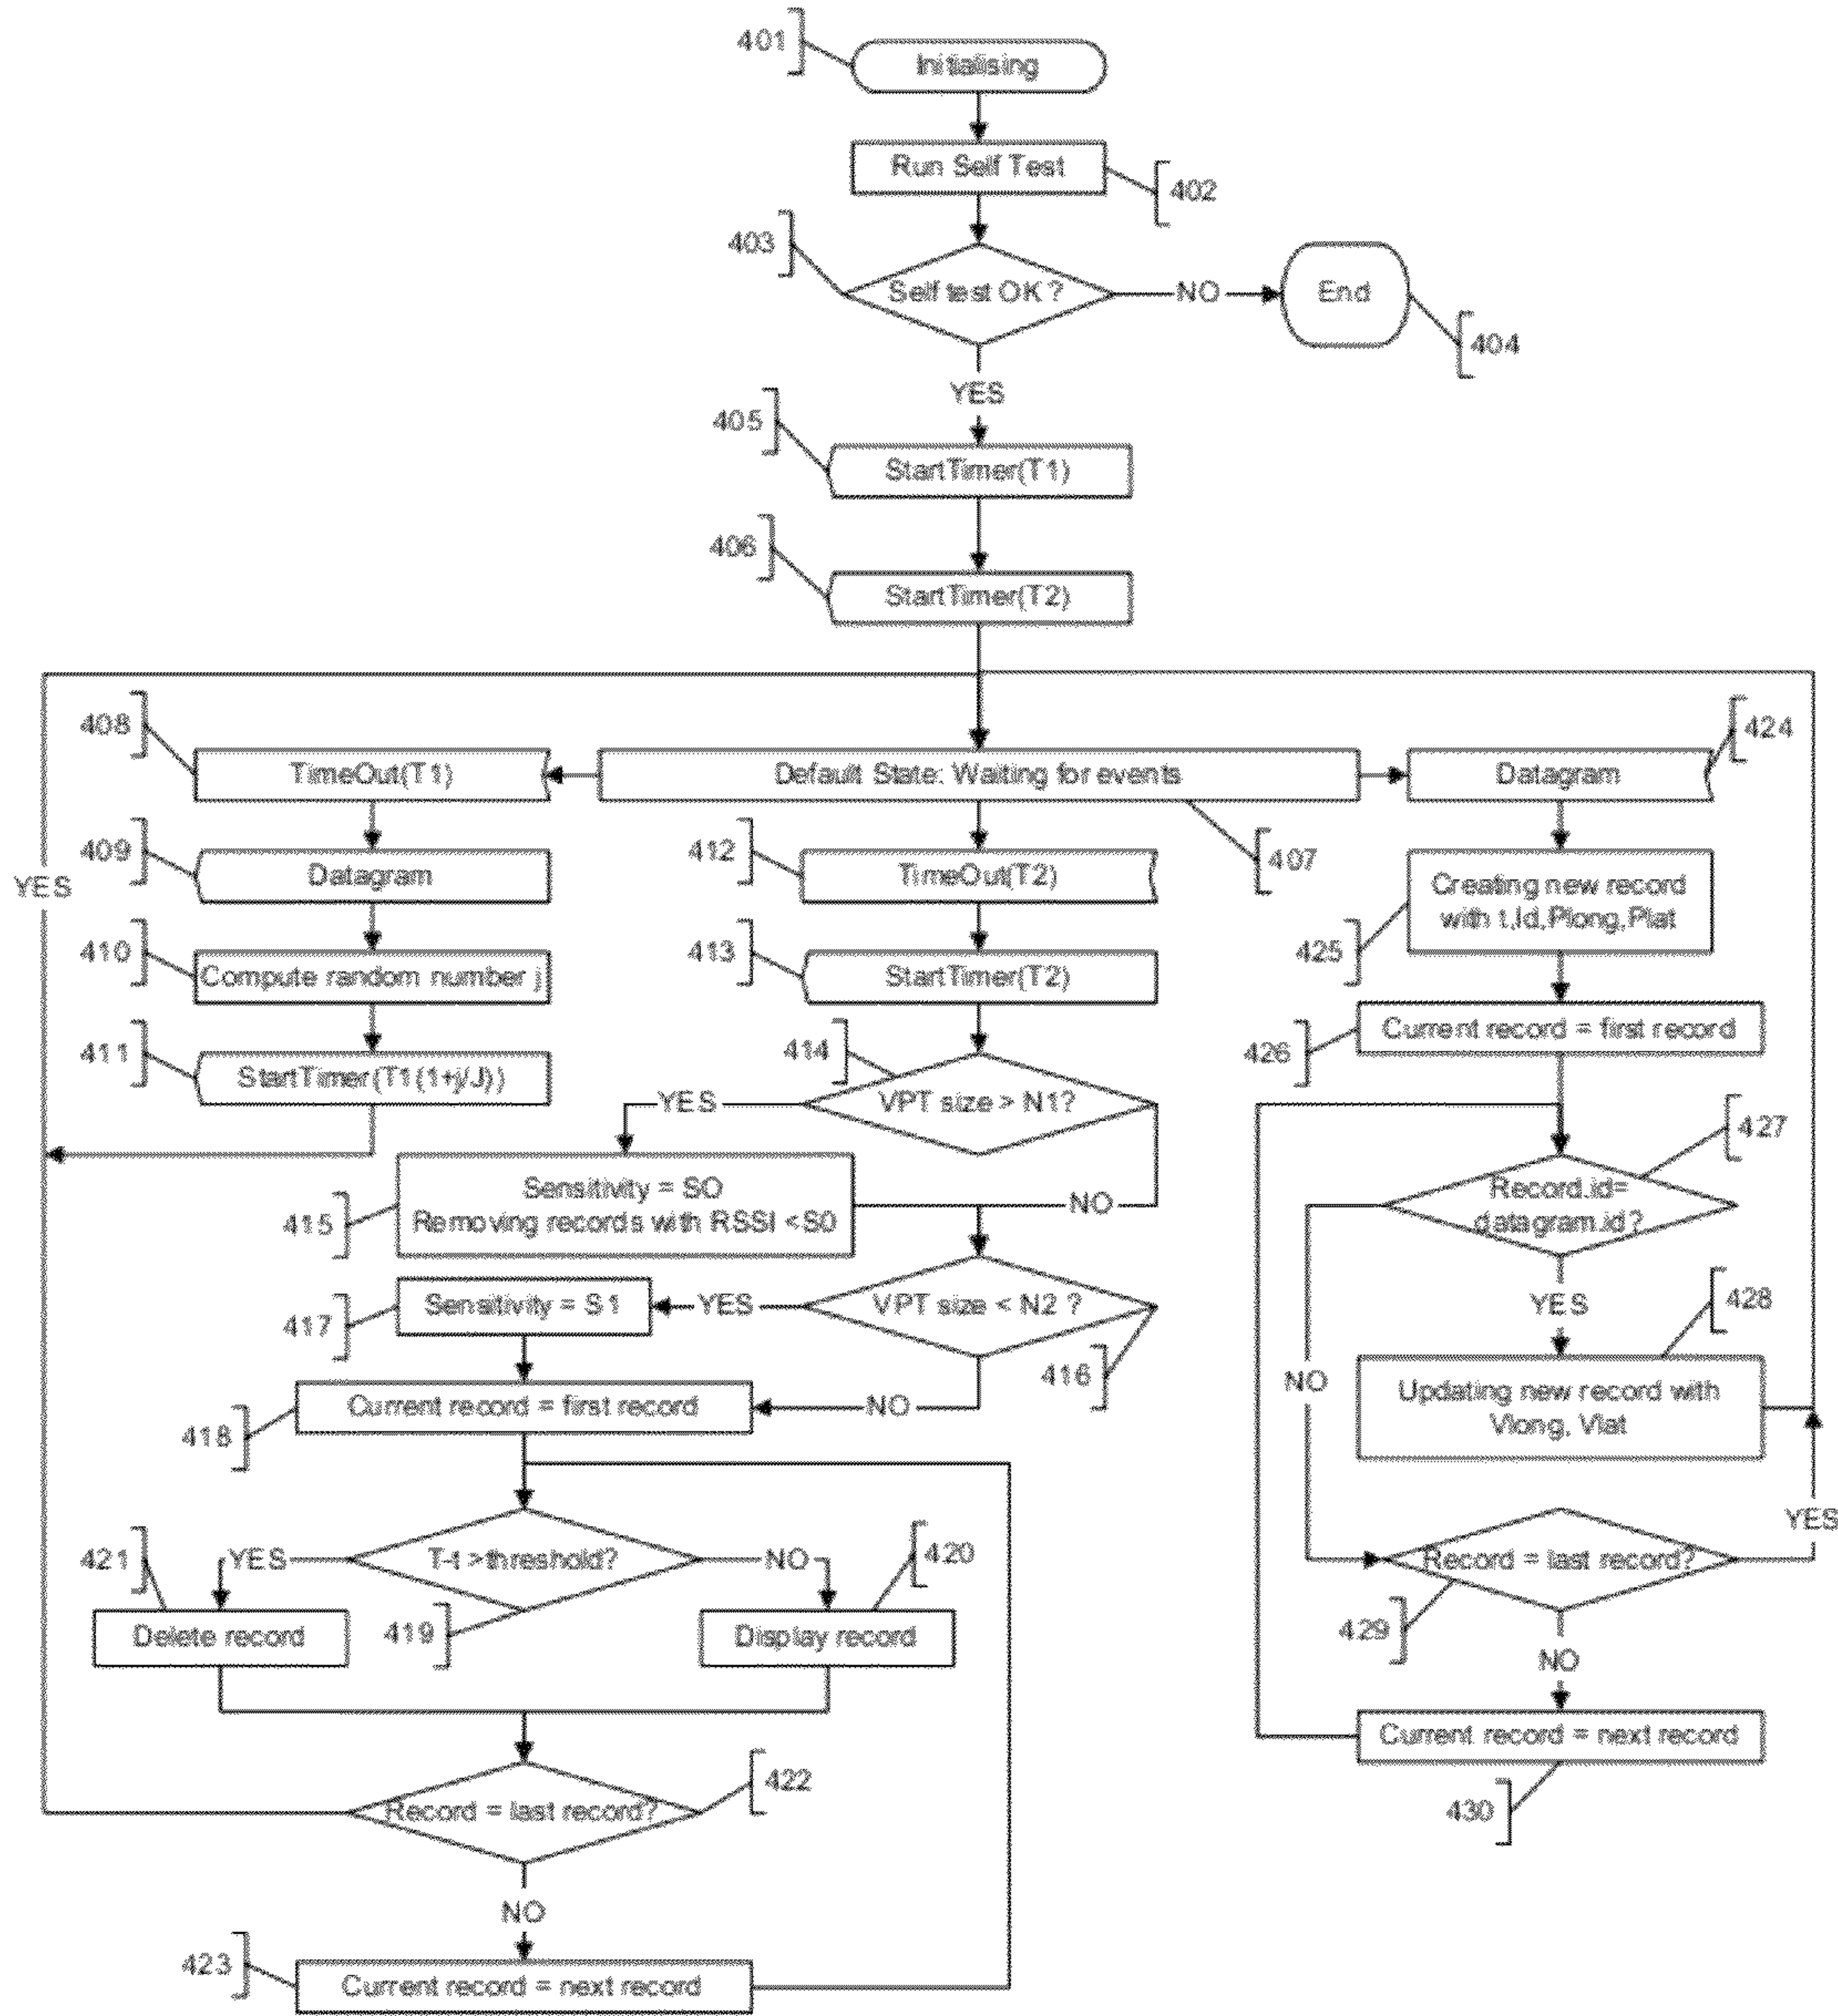 401
Initialising
Run Self Test
402
403
Self test OK ?
NO
End
404
YES
405
StartTimer(T1)
406
StartTimer(T2)
408
TimeOut(T1)
Default State: Waiting for events
Datagram
424
409
Datagram
412
TimeOut(T2)
407
YES
Creating new record
with t,Id,Plong,Plat
425
410
Compute random number j
413
StartTimer(T2)
426
Current record = first record
411
StartTimer(T1(1+j/J))
414
VPT size > N1?
YES
NO
427
Record.id=
datagram.id?
415
Sensitivity = SO
Removing records with RSSI <S0
417
Sensitivity = S1
YES
VPT size < N2 ?
416
YES
428
NO
Updating new record with
Vlong, Vlat
418
Current record = first record
NO
421
YES
T-t >threshold?
NO
420
YES
Record = last record?
429
Delete record
419
Display record
NO
Current record = next record
430
422
Record = last record?
NO
423
Current record = next record